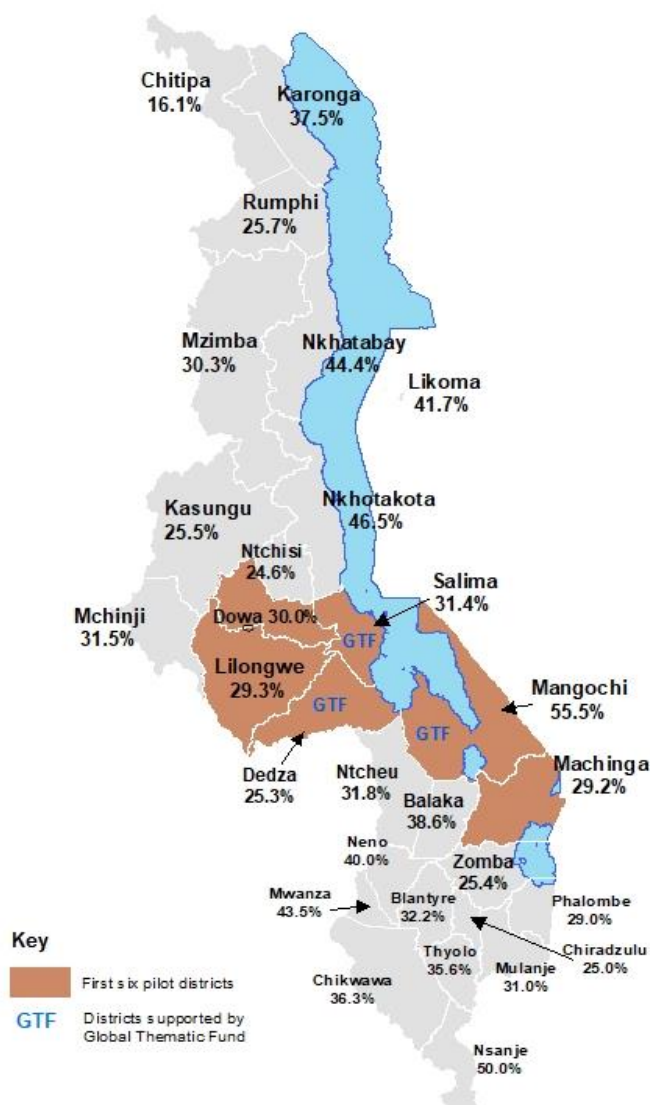 Chitipa
16.1%
Karonga
37.5%
Rumphi
25.7%
Mzimba
30.3%
Nkhatabay
44.4%
Likoma
41.7%
Nkhotakota
46.5%
Kasungu
25.5%
Ntchisi
24.6%
Salima
31.4%
Mchinji
31.5%
Dowa 30.0%
GTF
Lilongwe
29.3%
Mangochi
55.5%
GTF
GTF
Dedza
25.3%
Ntcheu
31.8%
Machinga
29.2%
Balaka
38.6%
Neno
40.0%
Zomba
25.4%
Mwanza
43.5%
Blantyre
32.2%
Phalombe
29.0%
Chiradzulu
25.0%
Thyolo
35.6%
Mulanje
31.0%
Chikwawa
36.3%
Nsanje
50.0%
Key
First six pilot districts
GTF
Districts supported by
Global Thematic Fund